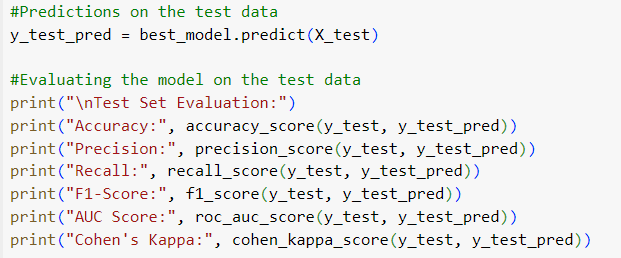 #Predictions on the test data
y_test_pred = best_model.predict(X_test)

#Evaluating the model on the test data
print("\nTest Set Evaluation:")
print("Accuracy:", accuracy_score(y_test, y_test_pred))
print("Precision:", precision_score(y_test, y_test_pred))
print("Recall:", recall_score(y_test, y_test_pred))
print("F1-Score:", f1_score(y_test, y_test_pred))
print("AUC Score:", roc_auc_score(y_test, y_test_pred))
print("Cohen's Kappa:", cohen_kappa_score(y_test, y_test_pred))